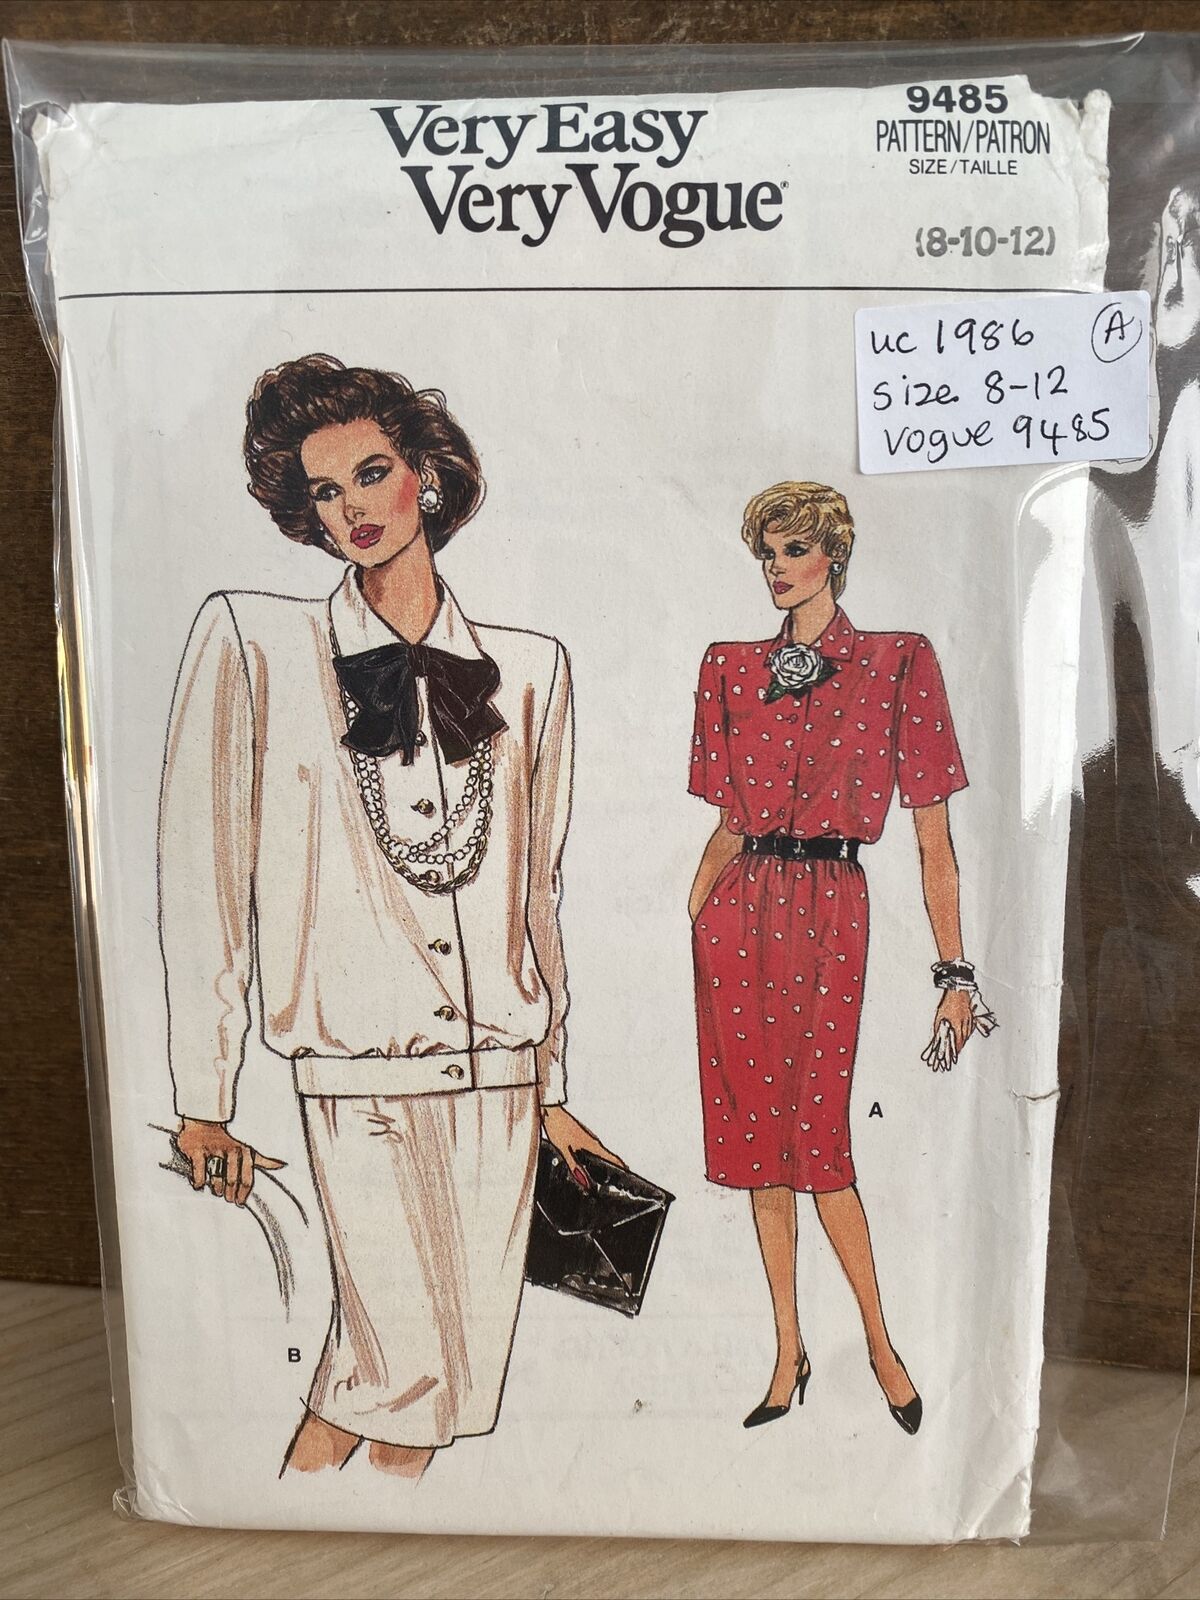 Very Easy
Very Vogue
9485
PATTERN/PATRON
SIZE/TAILLE
(8-10-12)
uc 1986 A
size 8-12
vogue 9485
A
B